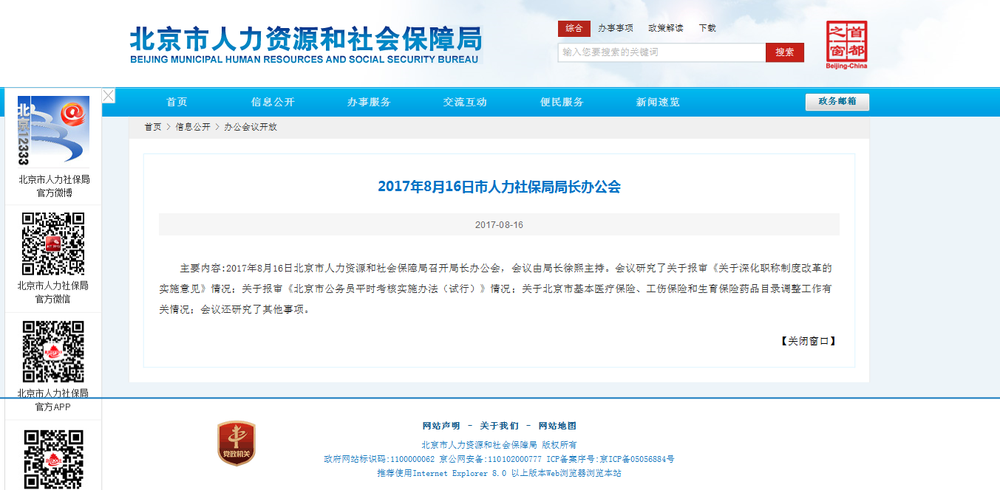 北京市人力资源和社会保障局
BEIJING MUNICIPAL HUMAN RESOURCES AND SOCIAL SECURITY BUREAU
综合 办事事项 政策解读 下载
输入您要搜索的关键词 搜索
首都之窗
Beijing-China
首页 信息公开 办事服务 交流互动 便民服务 新闻速览 政务邮箱
北京12333
北京市人力社保局
官方微博
北京市人力社保局
官方微信
北京市人力社保局
官方APP
首页 > 信息公开 > 办公会议开放
2017年8月16日市人力社保局局长办公会
2017-08-16
主要内容:2017年8月16日北京市人力资源和社会保障局召开局长办公会，会议由局长徐熙主持。会议研究了关于报审《关于深化职称制度改革的
实施意见》情况；关于报审《北京市公务员平时考核实施办法（试行）》情况；关于北京市基本医疗保险、工伤保险和生育保险药品目录调整工作有
关情况；会议还研究了其他事项。
【关闭窗口】
党政机关
网站声明 - 关于我们 - 网站地图
北京市人力资源和社会保障局 版权所有
政府网站标识码:1100000062 京公网安备:110102000777 ICP备案序号:京ICP备05056884号
推荐使用Internet Explorer 8.0 以上版本Web浏览器浏览本站